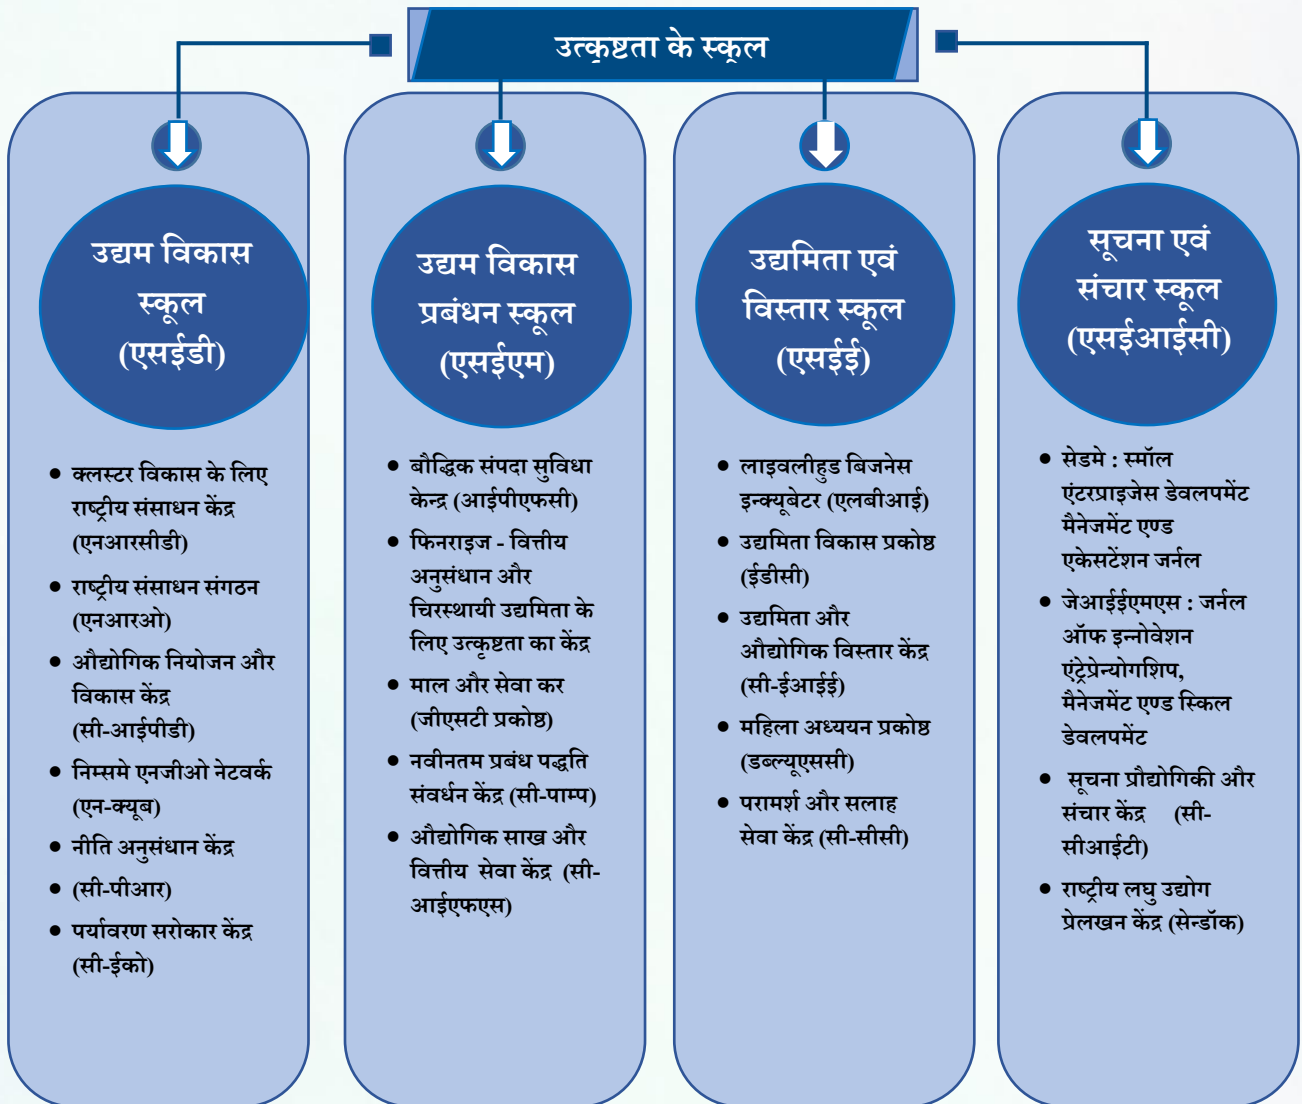 उत्कृष्टता के स्कूल
उद्यम विकास
स्कूल
(एसईडी)
• क्लस्टर विकास के लिए
राष्ट्रीय संसाधन केंद्र
(एनआरसीडी)
• राष्ट्रीय संसाधन संगठन
(एनआरओ)
• औद्योगिक नियोजन और
विकास केंद्र
(सी-आईपीडी)
• निम्समे एनजीओ नेटवर्क
(एन-क्यूब)
• नीति अनुसंधान केंद्र
• (सी-पीआर)
• पर्यावरण सरोकार केंद्र
(सी-ईको)
उद्यम विकास
प्रबंधन स्कूल
(एसईएम)
• बौद्धिक संपदा सुविधा
केन्द्र (आईपीएफसी)
• फिनराइज - वित्तीय
अनुसंधान और
चिरस्थायी उद्यमिता के
लिए उत्कृष्टता का केंद्र
• माल और सेवा कर
(जीएसटी प्रकोष्ठ)
• नवीनतम प्रबंध पद्धति
संवर्धन केंद्र (सी-पाम्प)
• औद्योगिक साख और
वित्तीय सेवा केंद्र (सी-
आईएफएस)
उद्यमिता एवं
विस्तार स्कूल
(एसईई)
• लाइवलीहुड बिजनेस
इन्क्यूबेटर (एलबीआई)
• उद्यमिता विकास प्रकोष्ठ
(ईडीसी)
• उद्यमिता और
औद्योगिक विस्तार केंद्र
(सी-ईआईई)
• महिला अध्ययन प्रकोष्ठ
(डब्ल्यूएससी)
• परामर्श और सलाह
सेवा केंद्र (सी-सीसी)
सूचना एवं
संचार स्कूल
(एसईआईसी)
• सेडमे : स्मॉल
एंटरप्राइजेस डेवलपमेंट
मैनेजमेंट एण्ड
एकेसटेंशन जर्नल
• जेआईईएमएस : जर्नल
ऑफ इन्नोवेशन
एंट्रेप्रेन्योगशिप,
मैनेजमेंट एण्ड स्किल
डेवलपमेंट
• सूचना प्रौद्योगिकी और
संचार केंद्र (सी-
सीआईटी)
• राष्ट्रीय लघु उद्योग
प्रेलखन केंद्र (सेन्डॉक)